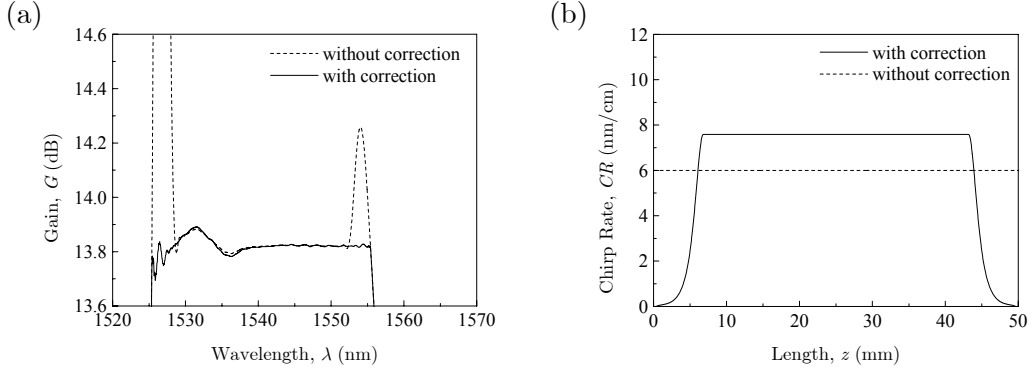 (a)
14.6
14.4
14.2
14.0
13.8
13.6
Gain, G (dB)
without correction
with correction
1520 1530 1540 1550 1560 1570
Wavelength, λ (nm)
(b)
12
10
8
6
4
2
0
Chirp Rate, CR (nm/cm)
with correction
without correction
0 10 20 30 40 50
Length, z (mm)